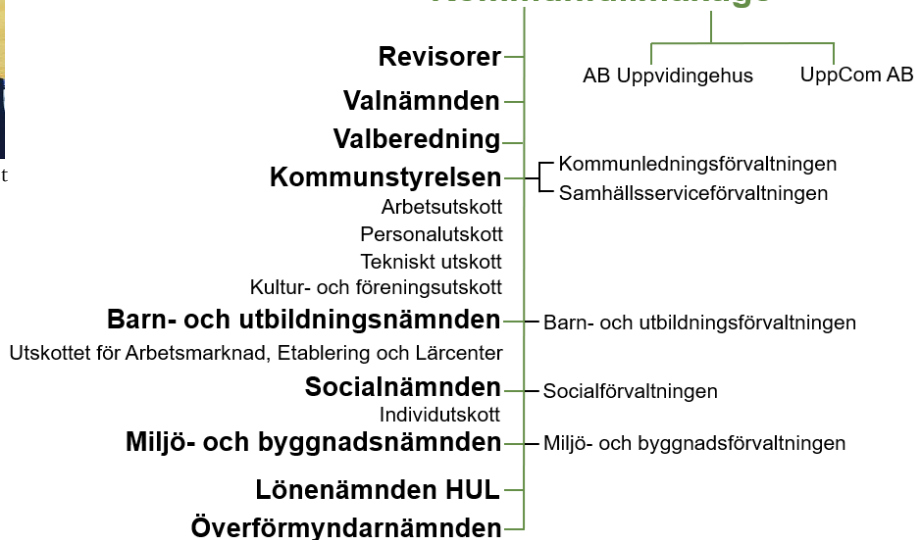 Revisorer
AB Uppvidingehus
UppCom AB
Valnämnden
Valberedning
Kommunstyrelsen
Kommunledningsförvaltningen
Samhällsserviceförvaltningen
Arbetsutskott
Personalutskott
Tekniskt utskott
Kultur- och föreningsutskott
Barn- och utbildningsnämnden
Barn- och utbildningsförvaltningen
Utskottet för Arbetsmarknad, Etablering och Lärcenter
Socialnämnden
Socialförvaltningen
Individutskott
Miljö- och byggnadsnämnden
Miljö- och byggnadsförvaltningen
Lönenämnden HUL
Överförmyndarnämnden